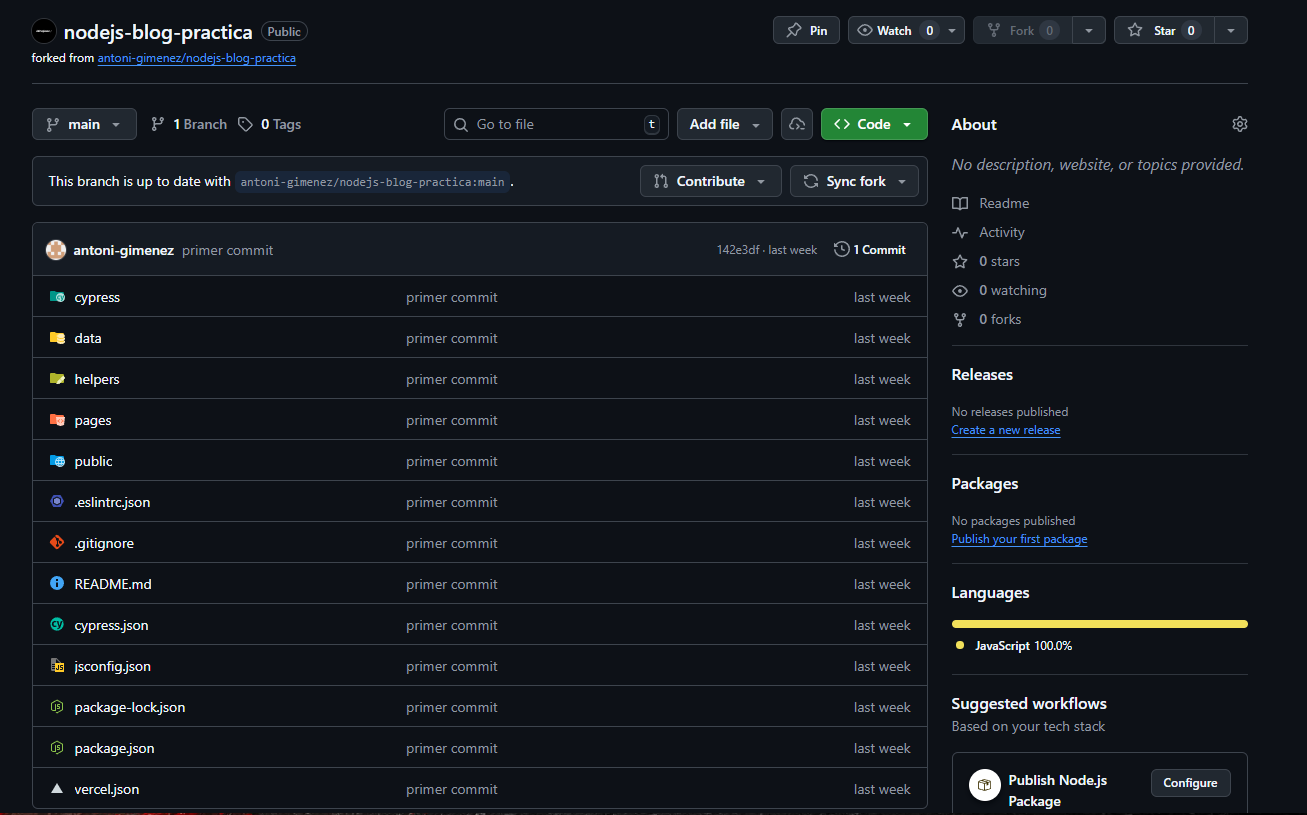 nodejs-blog-practica Public
Pin Watch 0 Fork 0 Star 0
forked from antoni-gimenez/nodejs-blog-practica
main 1 Branch 0 Tags Go to file t Add file Code
This branch is up to date with antoni-gimenez/nodejs-blog-practica:main . Contribute Sync fork
antoni-gimenez primer commit 142e3df · last week 1 Commit
cypress primer commit last week
data primer commit last week
helpers primer commit last week
pages primer commit last week
public primer commit last week
.eslintrc.json primer commit last week
.gitignore primer commit last week
README.md primer commit last week
cypress.json primer commit last week
jsconfig.json primer commit last week
package-lock.json primer commit last week
package.json primer commit last week
vercel.json primer commit last week
About
No description, website, or topics provided.
Readme
Activity
0 stars
0 watching
0 forks
Releases
No releases published
Create a new release
Packages
No packages published
Publish your first package
Languages
JavaScript 100.0%
Suggested workflows
Based on your tech stack
Publish Node.js
Package
Configure